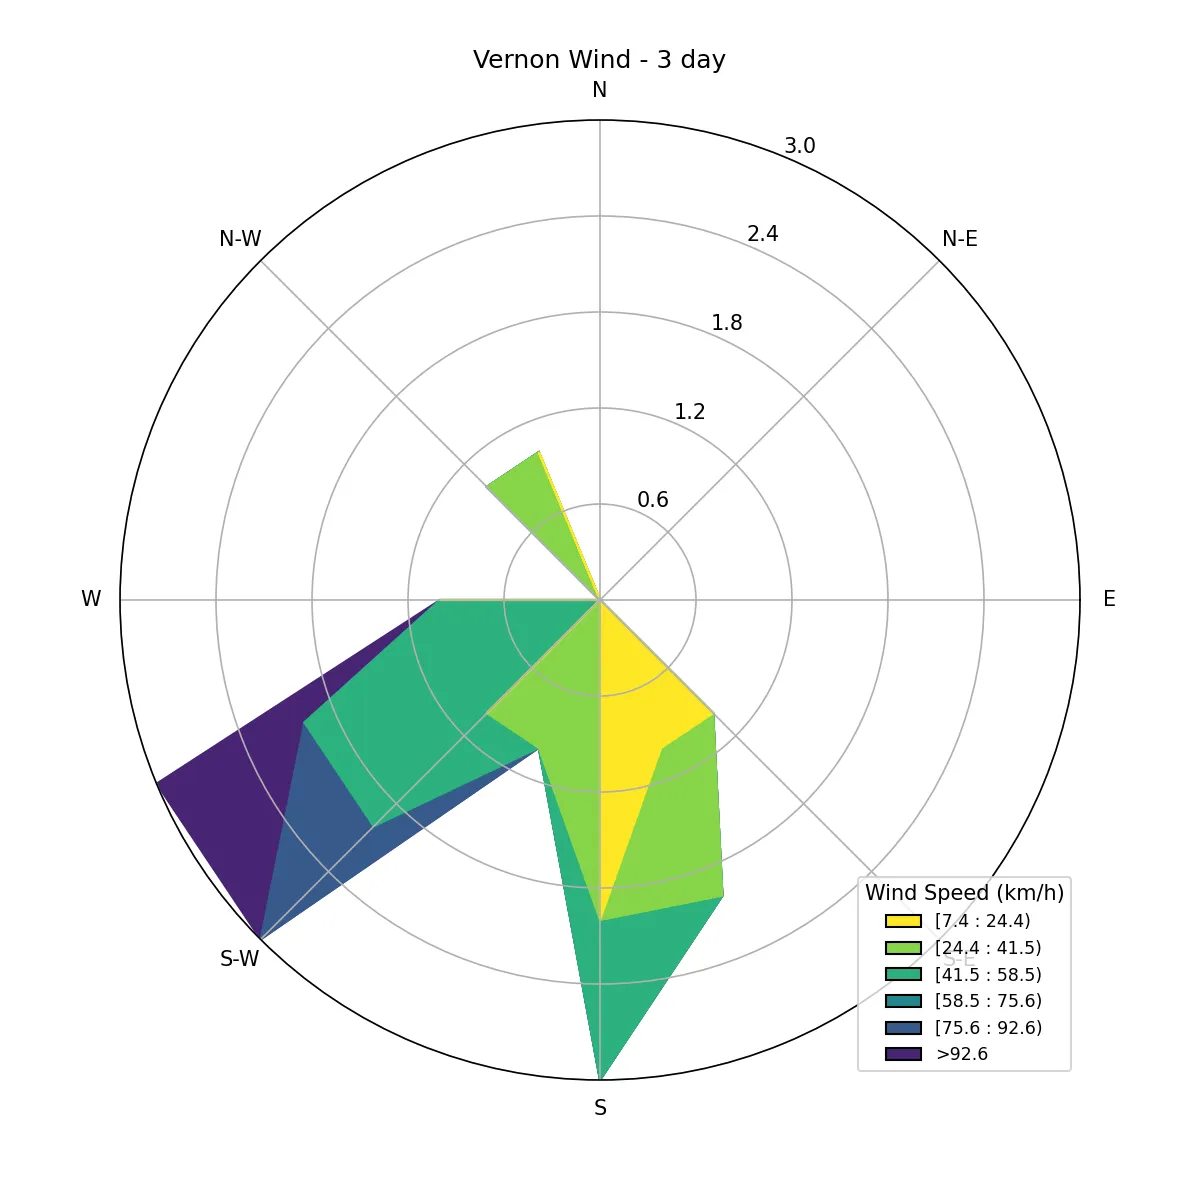 Vernon Wind - 3 day
N
3.0
N-W
2.4
N-E
1.8
1.2
0.6
W
E
Wind Speed (km/h)
[7.4 : 24.4)
[24.4 : 41.5)
S-W
S-E
[41.5 : 58.5)
[58.5 : 75.6)
[75.6 : 92.6)
>92.6
S